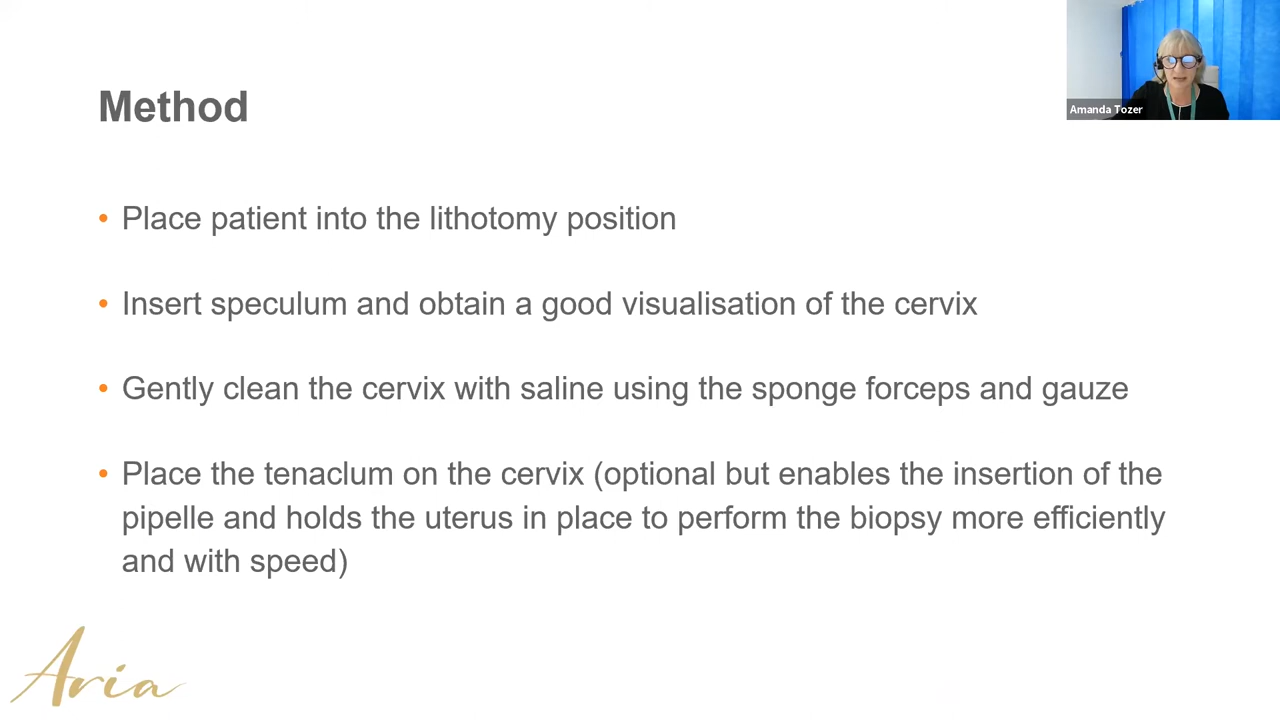 Amanda Tozer
Method
• Place patient into the lithotomy position
• Insert speculum and obtain a good visualisation of the cervix
• Gently clean the cervix with saline using the sponge forceps and gauze
• Place the tenaclum on the cervix (optional but enables the insertion of the
pipelle and holds the uterus in place to perform the biopsy more efficiently
and with speed)
Aria